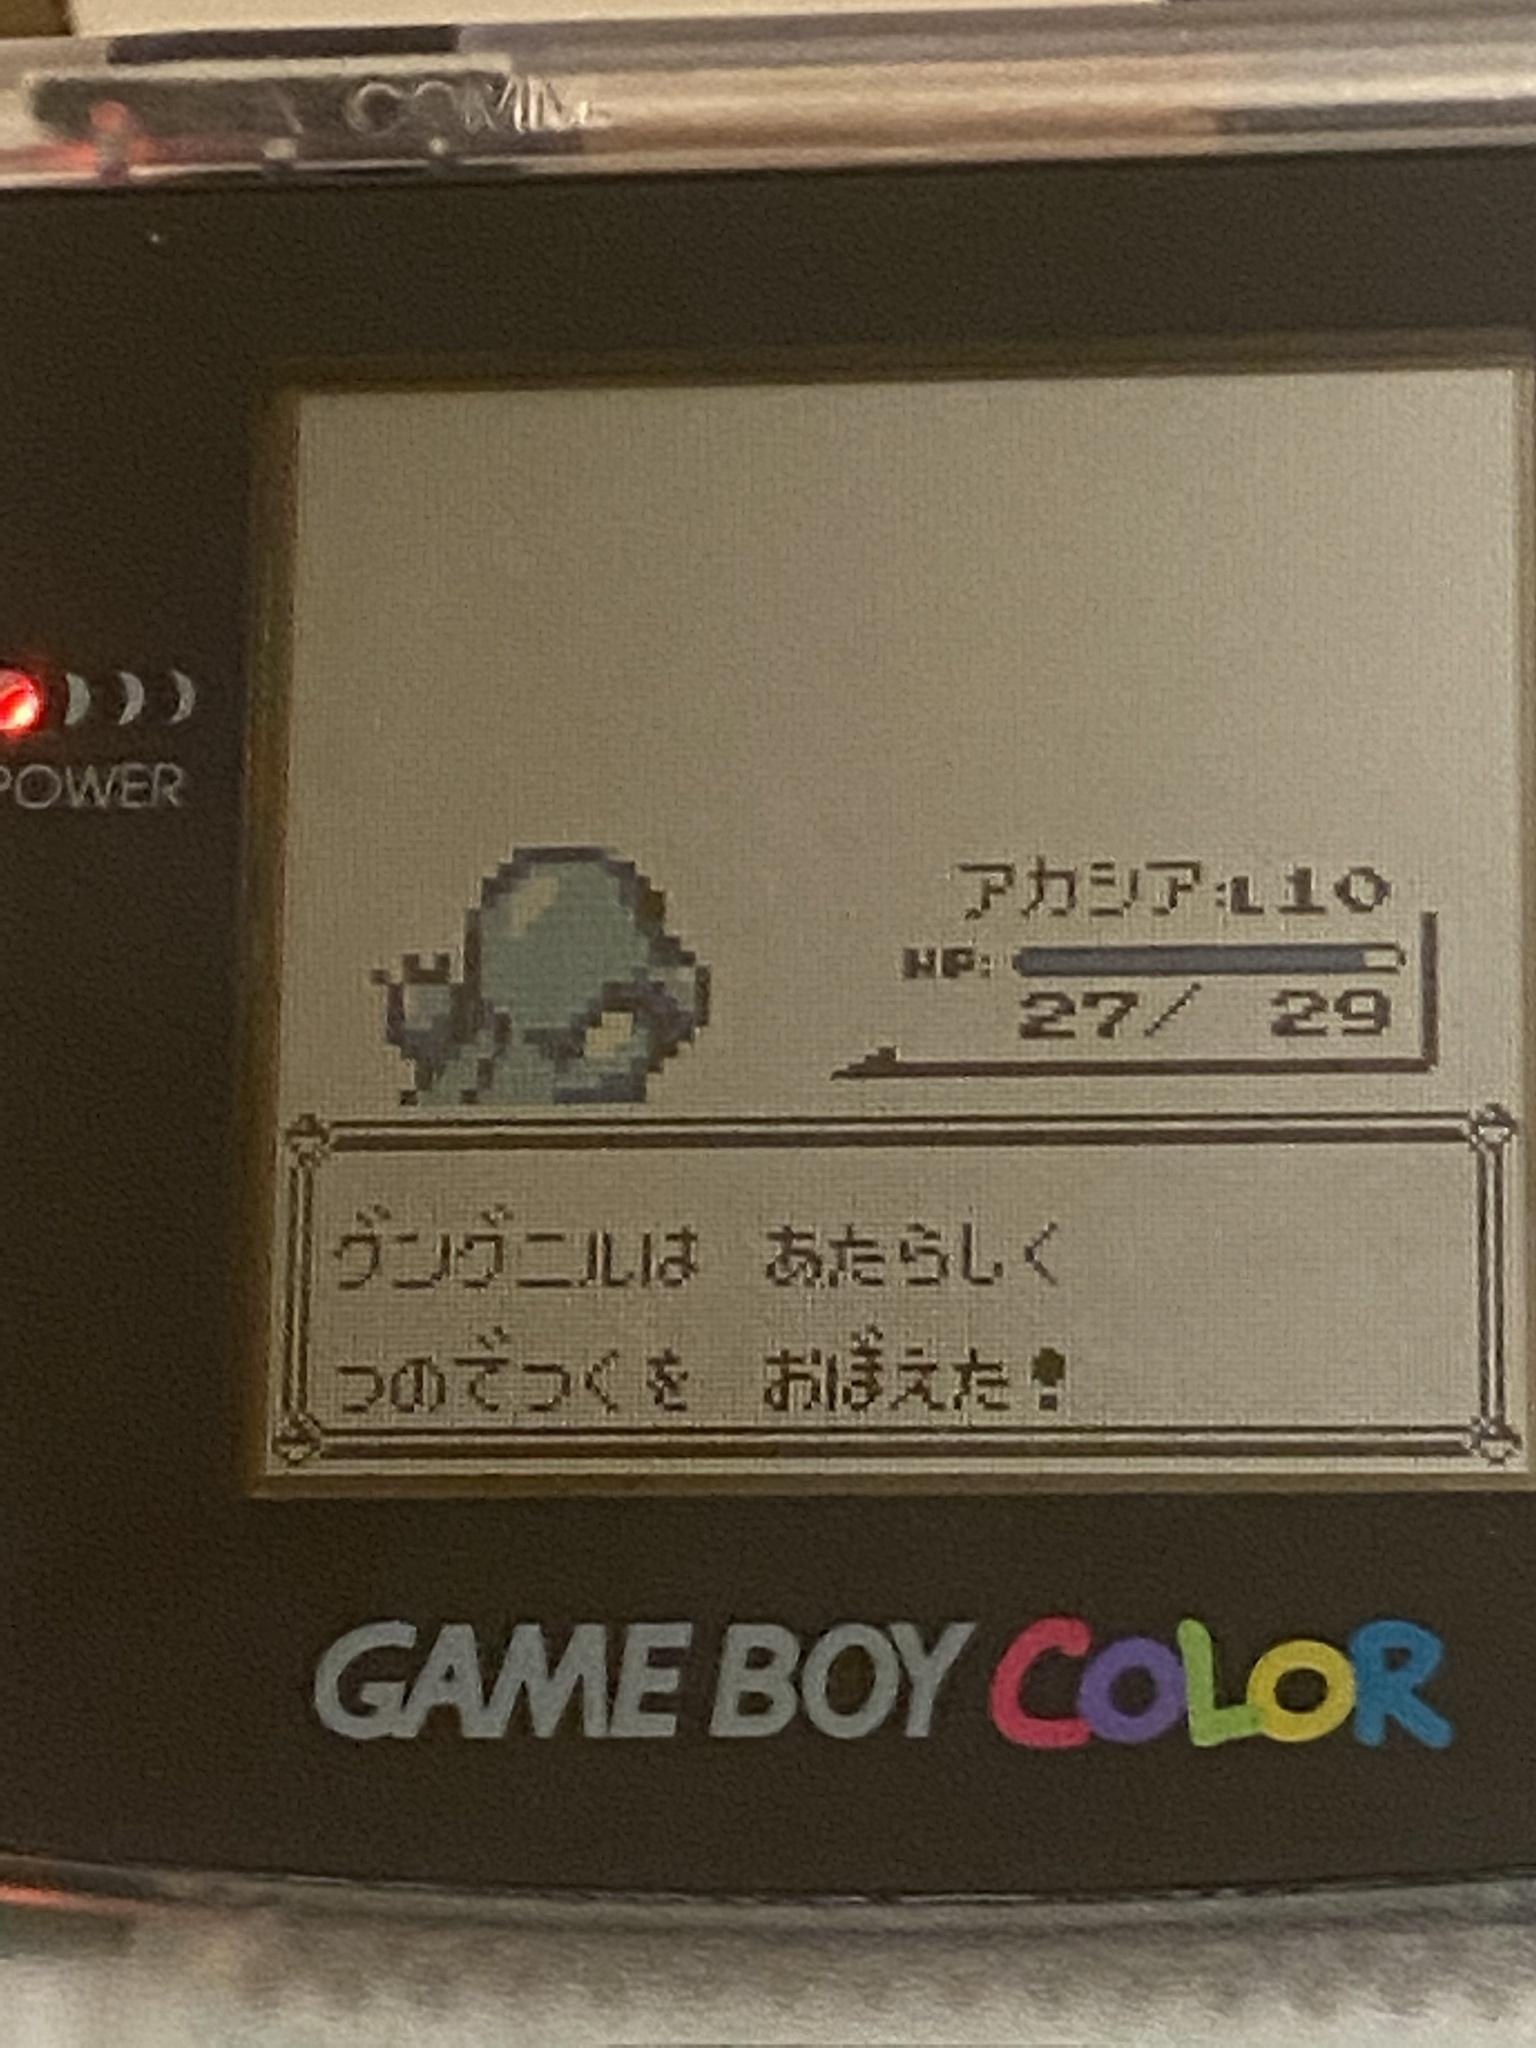 COMM
POWER
アカシア:L10
HP:
27/ 29
グングニルは あたらしく
つのでつくを おぼえた!
GAME BOY COLOR